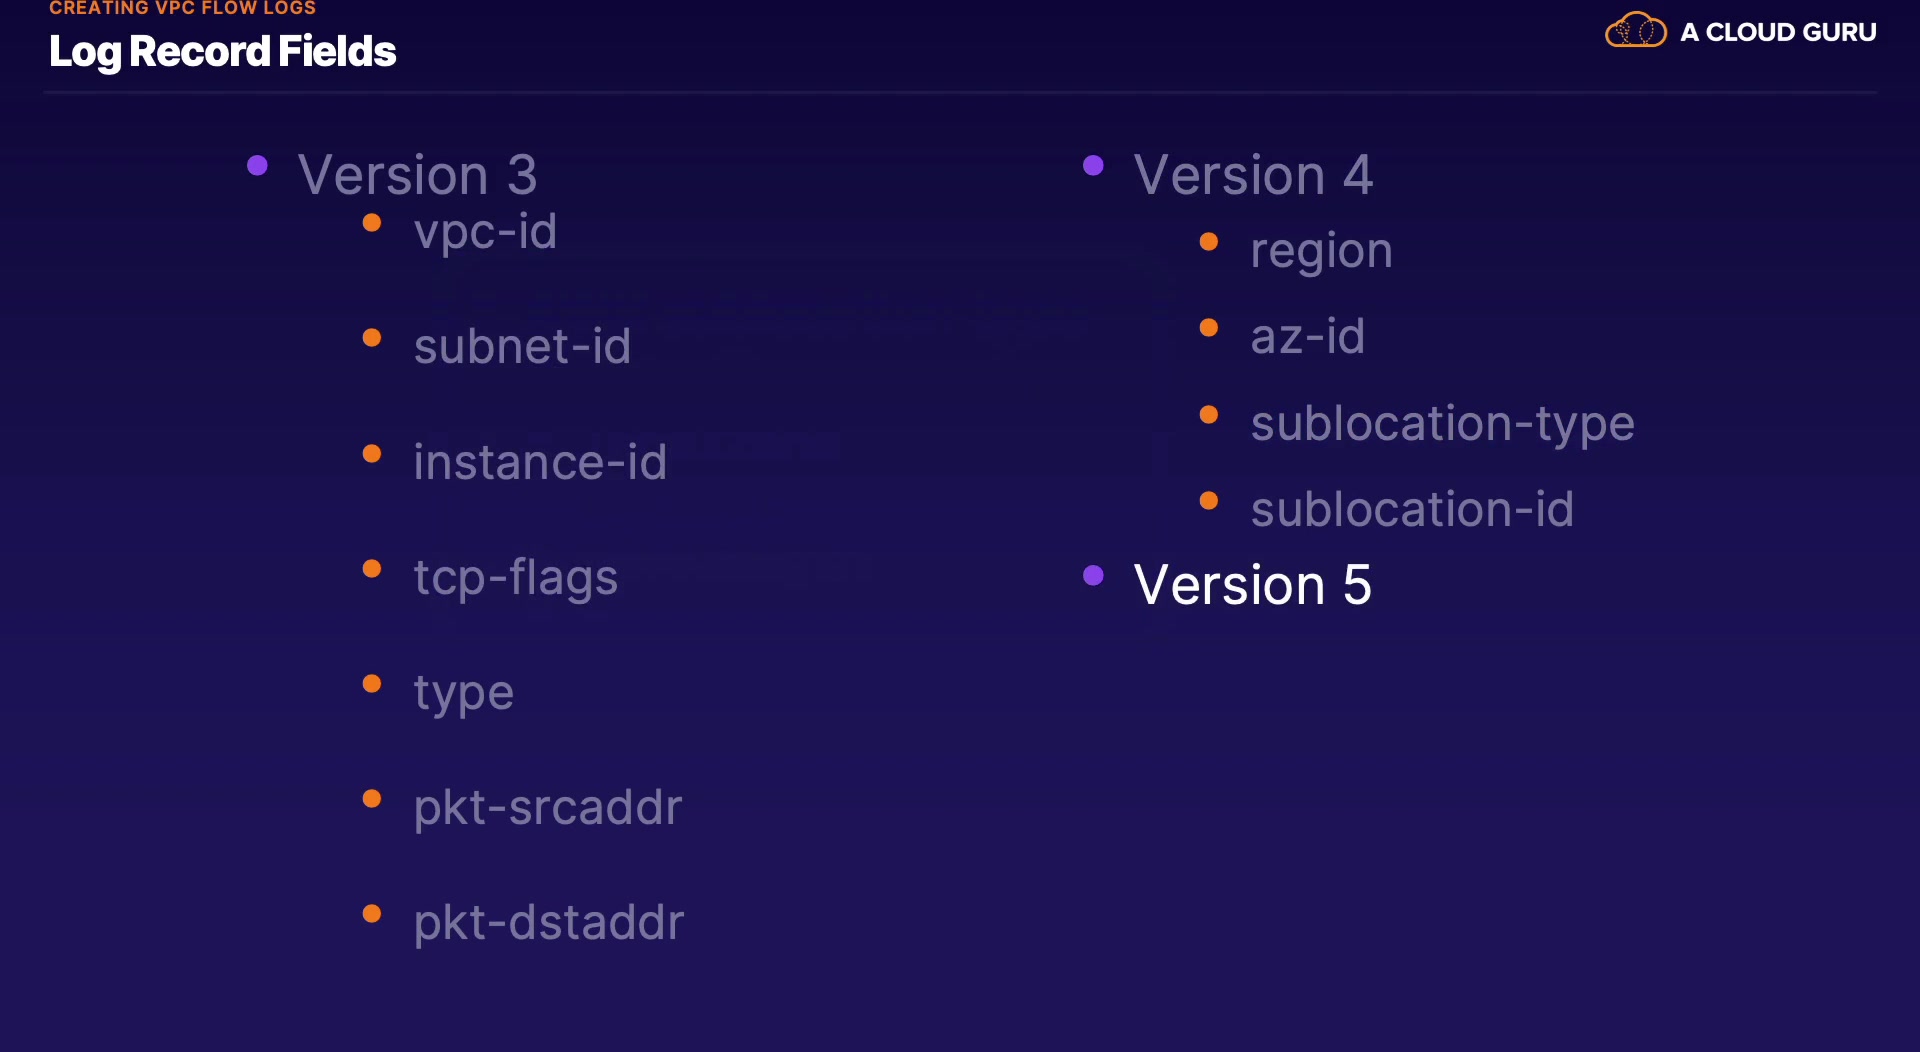 CREATING VPC FLOW LOGS
Log Record Fields
A CLOUD GURU
Version 3
vpc-id
subnet-id
instance-id
tcp-flags
type
pkt-srcaddr
pkt-dstaddr
Version 4
region
az-id
sublocation-type
sublocation-id
Version 5